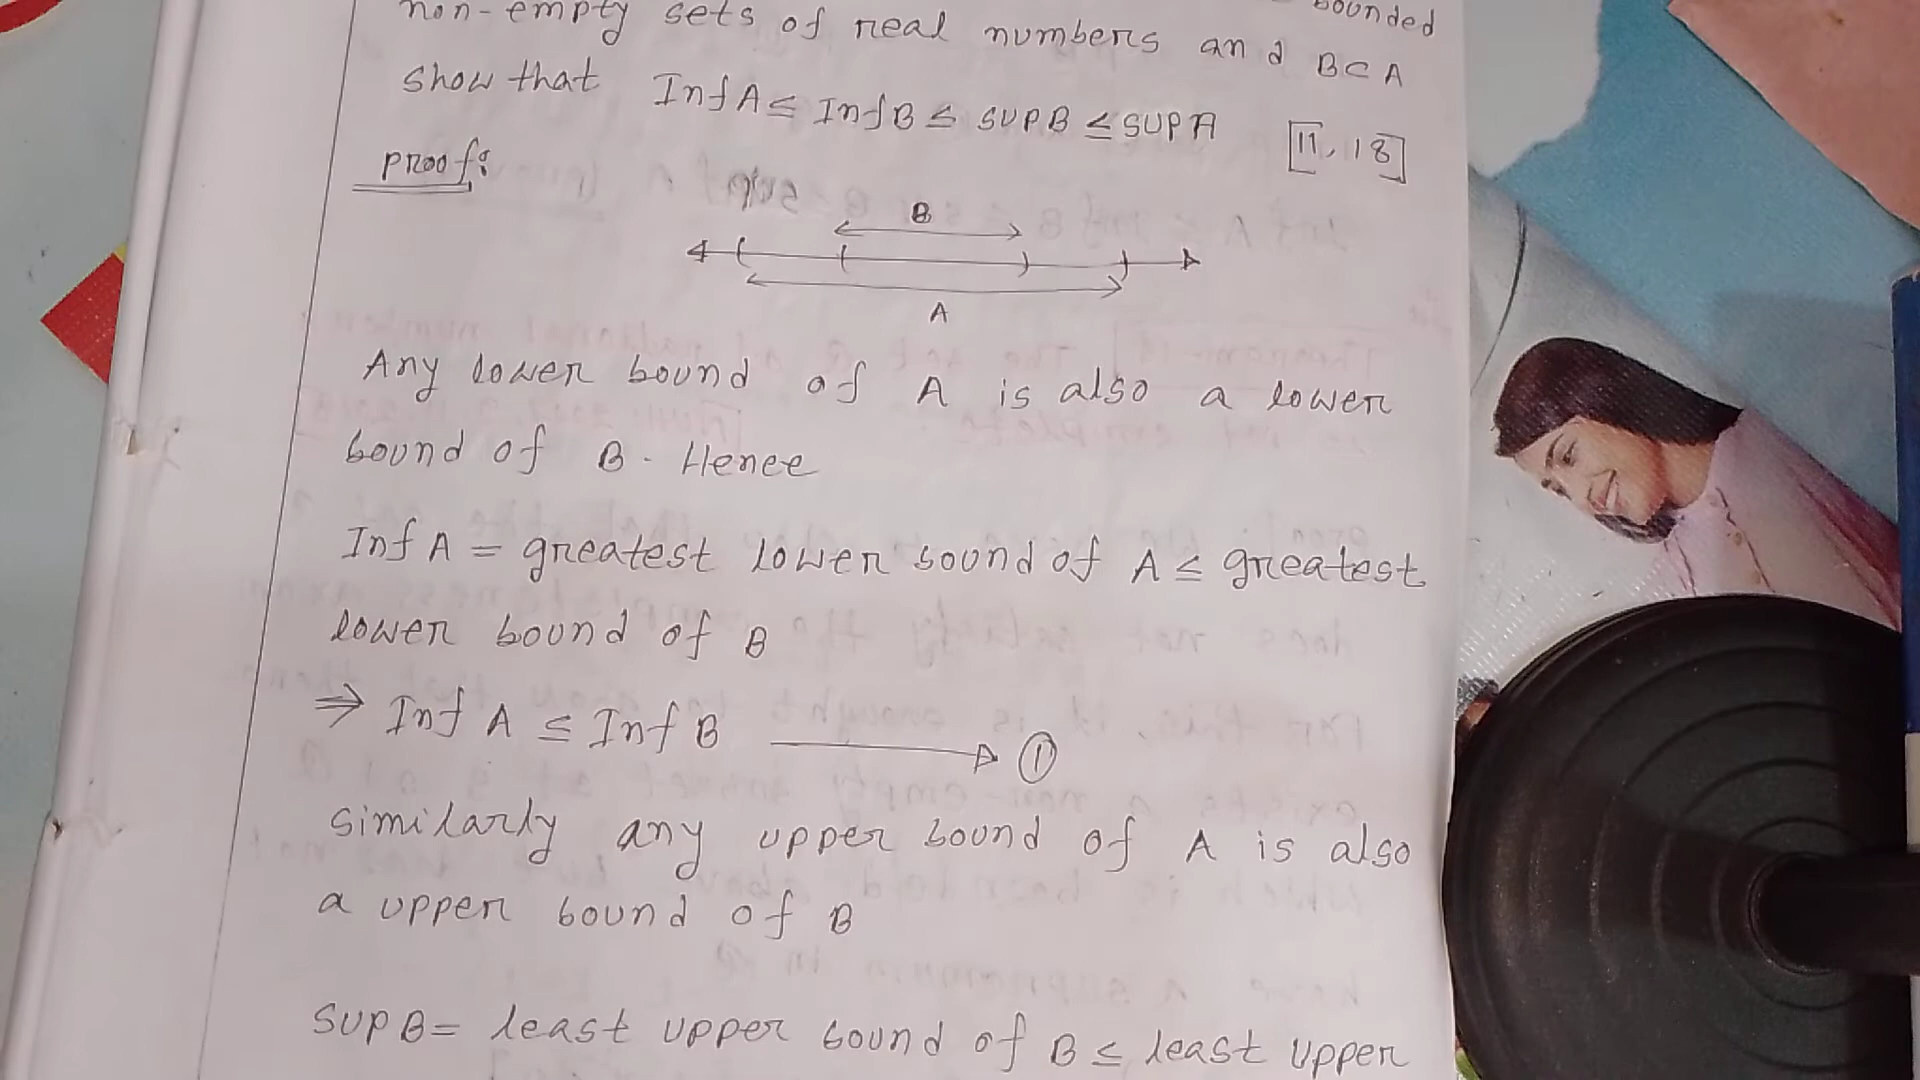 bounded
non-empty sets of real numbers and B⊂A
show that Inf A ≤ Inf B ≤ SUP B ≤ SUP A [11, 18]
proof:
B
A
Any lower bound of A is also a lower
bound of B. Hence
Inf A = greatest lower bound of A ≤ greatest
lower bound of B
⇒ Inf A ≤ Inf B → ①
similarly any upper bound of A is also
a upper bound of B
SUP B = least upper bound of B ≤ least upper